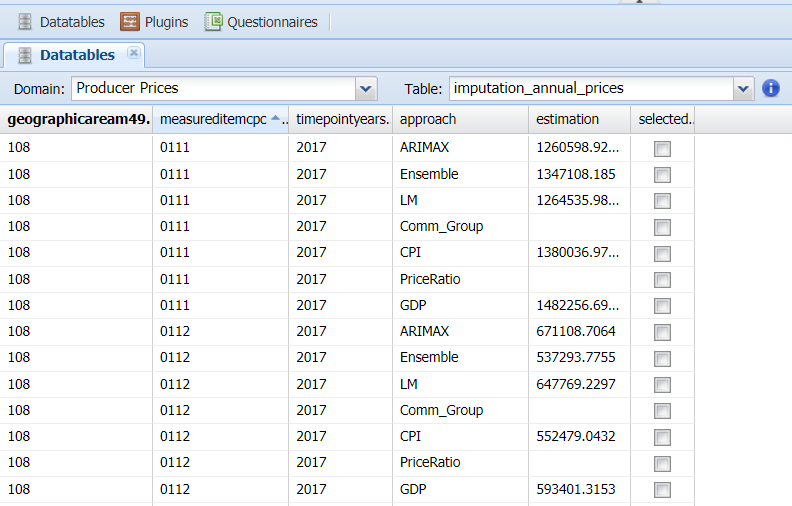 Datatables Plugins Questionnaires
Datatables
Domain: Producer Prices Table: imputation_annual_prices
geographicaream49. measureditemcpc .. timepointyears. approach estimation selected..
108 0111 2017 ARIMAX 1260598.92...
108 0111 2017 Ensemble 1347108.185
108 0111 2017 LM 1264535.98...
108 0111 2017 Comm_Group
108 0111 2017 CPI 1380036.97...
108 0111 2017 PriceRatio
108 0111 2017 GDP 1482256.69...
108 0112 2017 ARIMAX 671108.7064
108 0112 2017 Ensemble 537293.7755
108 0112 2017 LM 647769.2297
108 0112 2017 Comm_Group
108 0112 2017 CPI 552479.0432
108 0112 2017 PriceRatio
108 0112 2017 GDP 593401.3153